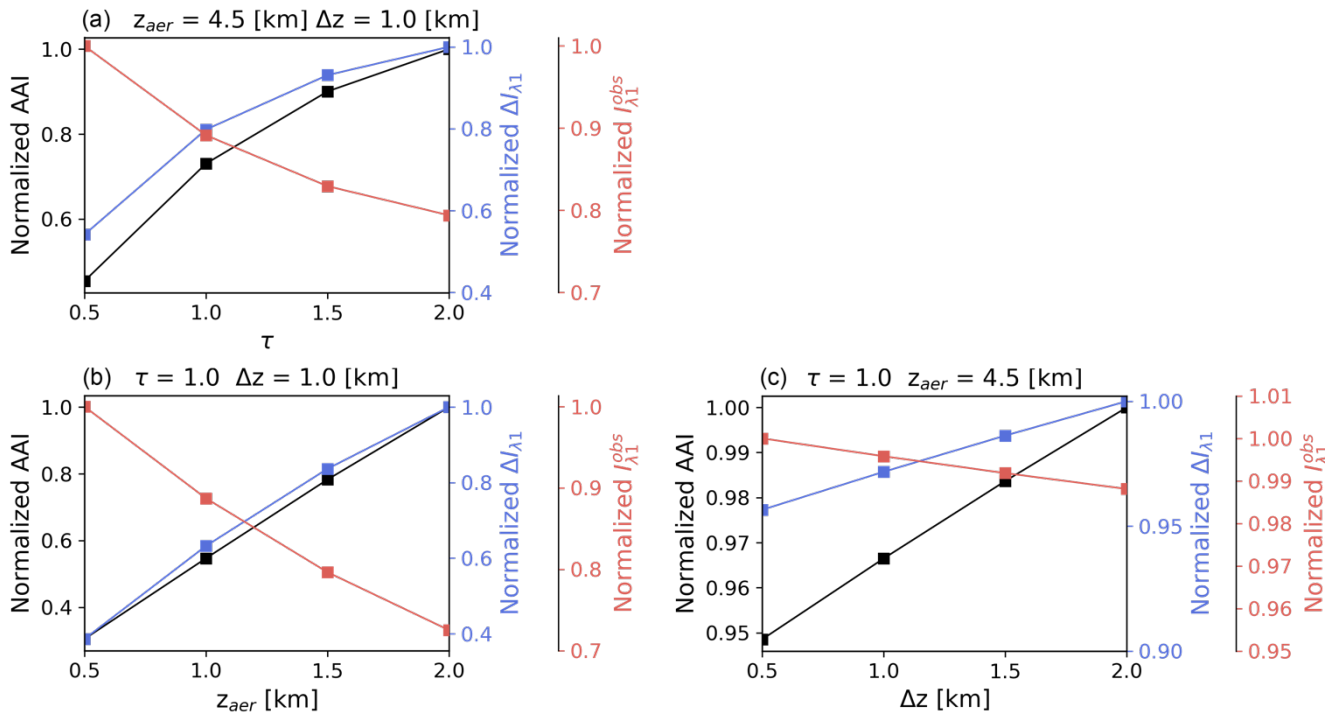 (a) z_aer = 4.5 [km] Δz = 1.0 [km]
Normalized AAI
1.0
0.8
0.6
0.5 1.0 1.5 2.0
τ
1.0
0.8
0.6
0.4
Normalized ΔI_λ1
1.0
0.9
0.8
0.7
Normalized I_λ1^obs
(b) τ = 1.0 Δz = 1.0 [km]
Normalized AAI
1.0
0.8
0.6
0.4
0.5 1.0 1.5 2.0
z_aer [km]
1.0
0.8
0.6
0.4
Normalized ΔI_λ1
1.0
0.9
0.8
0.7
Normalized I_λ1^obs
(c) τ = 1.0 z_aer = 4.5 [km]
Normalized AAI
1.00
0.99
0.98
0.97
0.96
0.95
0.5 1.0 1.5 2.0
Δz [km]
1.00
0.95
0.90
Normalized ΔI_λ1
1.01
1.00
0.99
0.98
0.97
0.96
0.95
Normalized I_λ1^obs